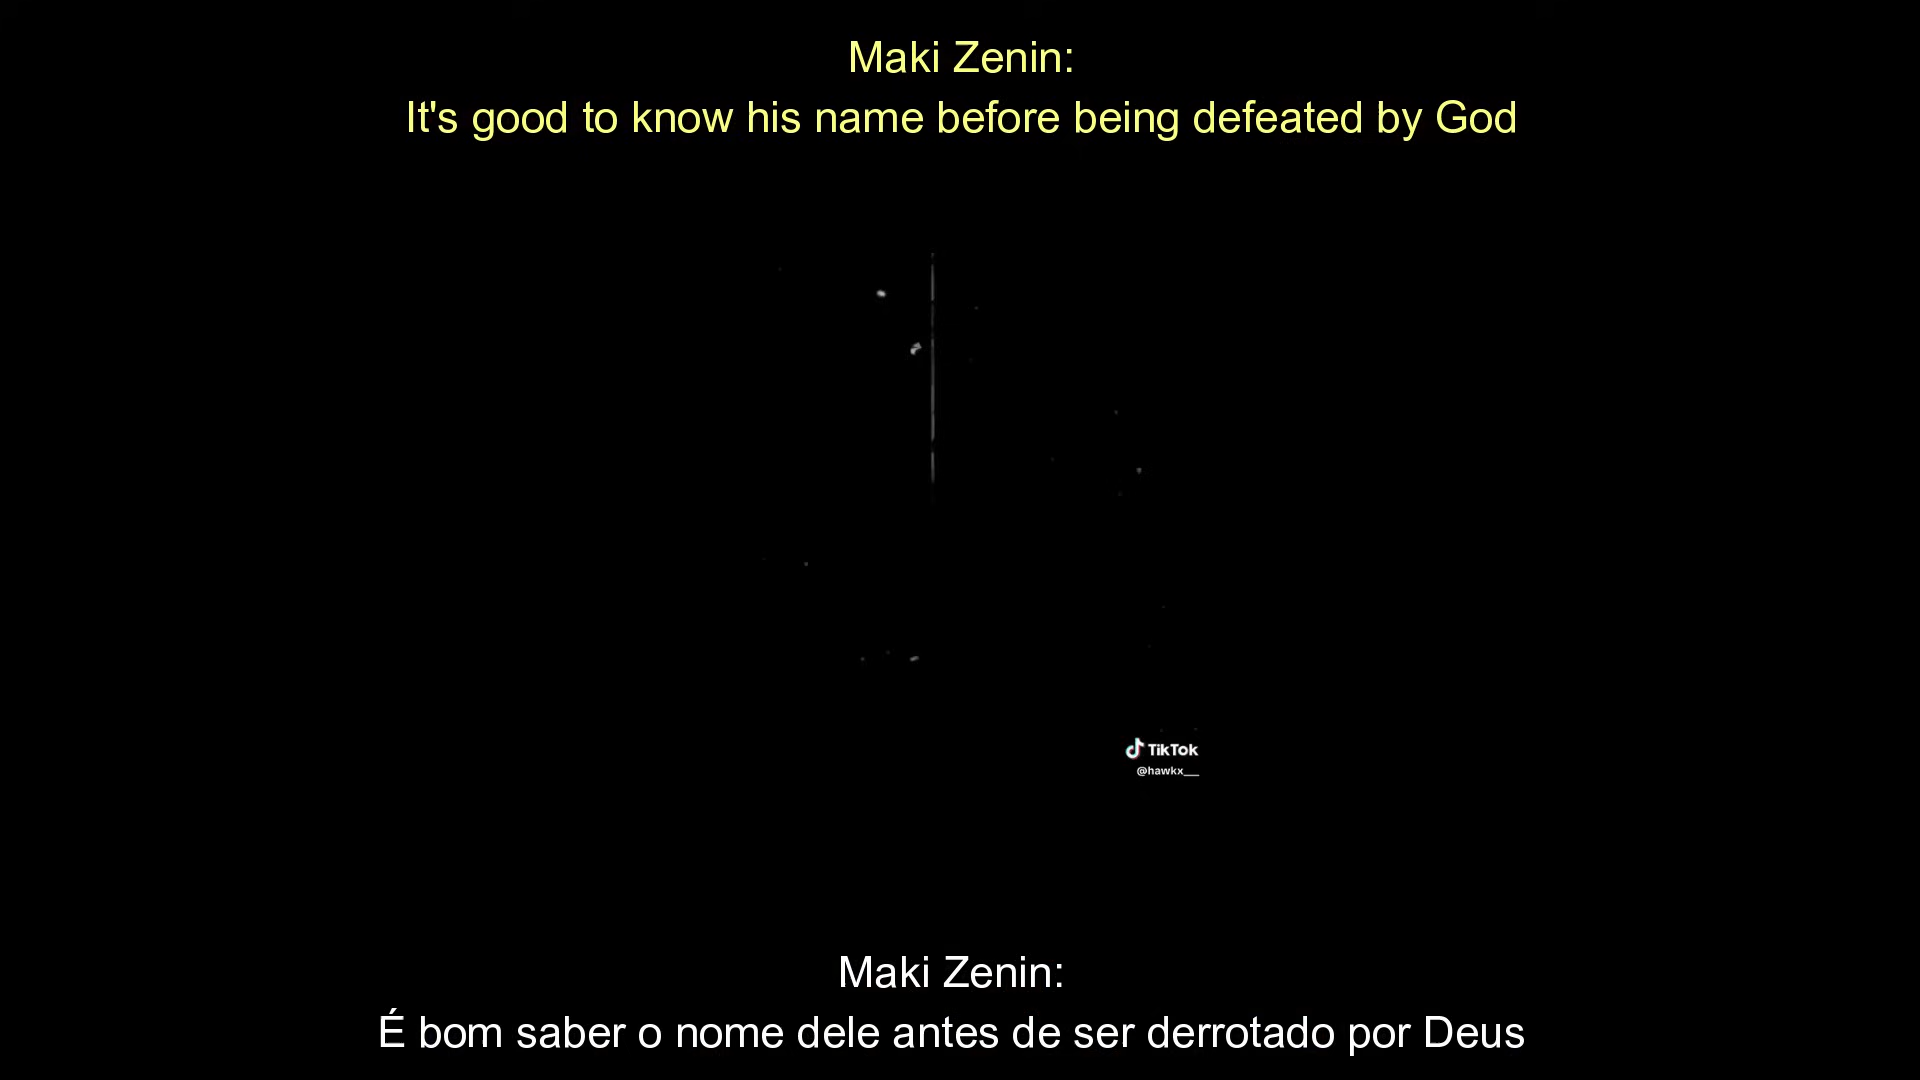 Maki Zenin:
It's good to know his name before being defeated by God
TikTok
@hawkx___
Maki Zenin:
É bom saber o nome dele antes de ser derrotado por Deus